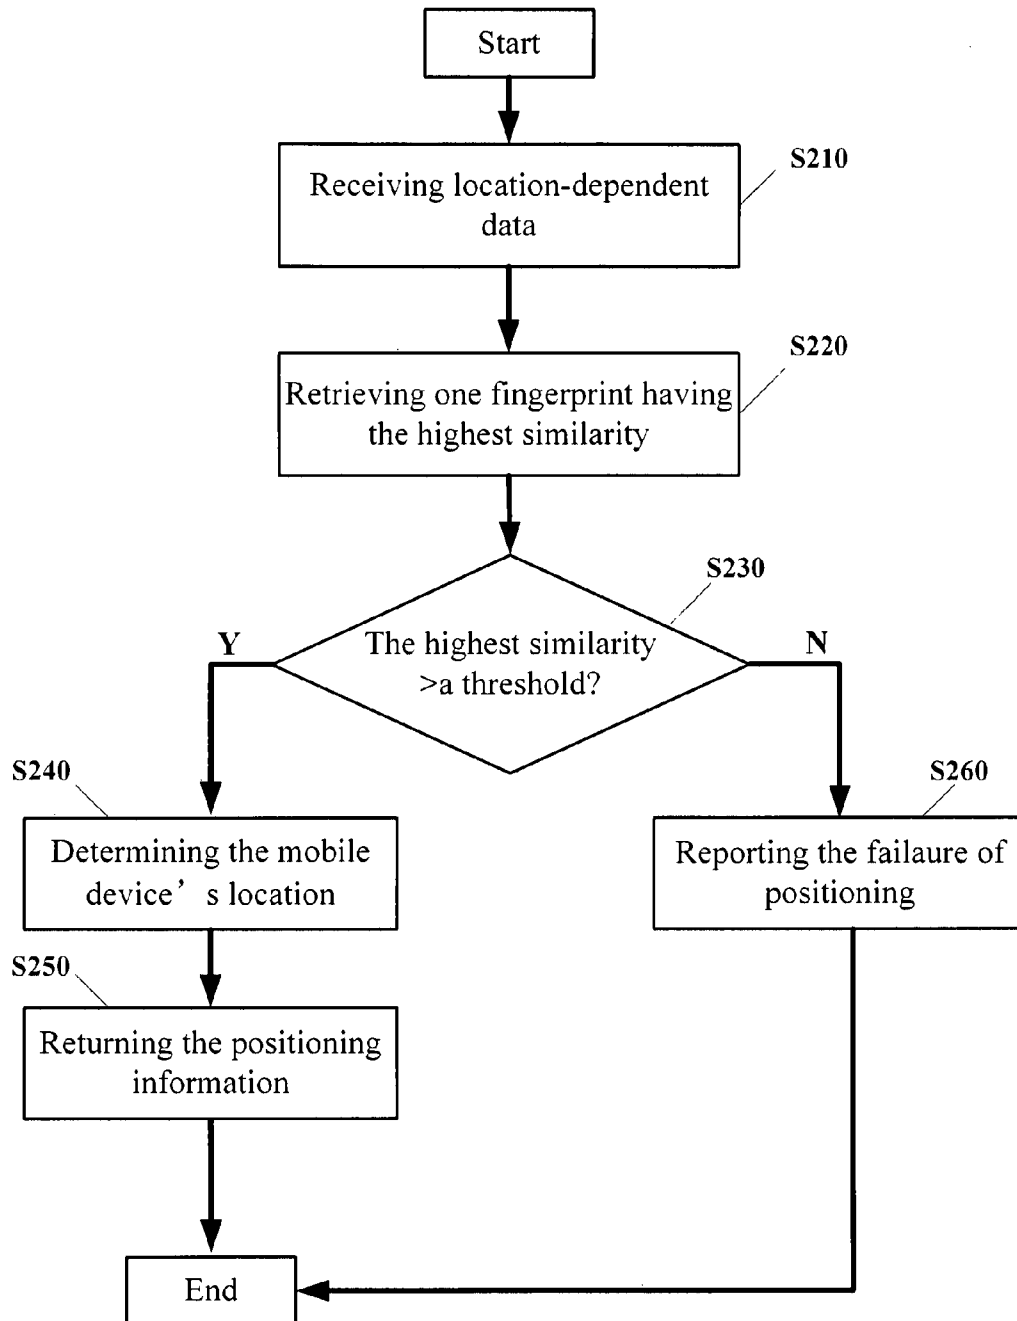 Start
S210
Receiving location-dependent
data
S220
Retrieving one fingerprint having
the highest similarity
S230
Y
The highest similarity
>a threshold?
N
S240
Determining the mobile
device’ s location
S260
Reporting the failaure of
positioning
S250
Returning the positioning
information
End